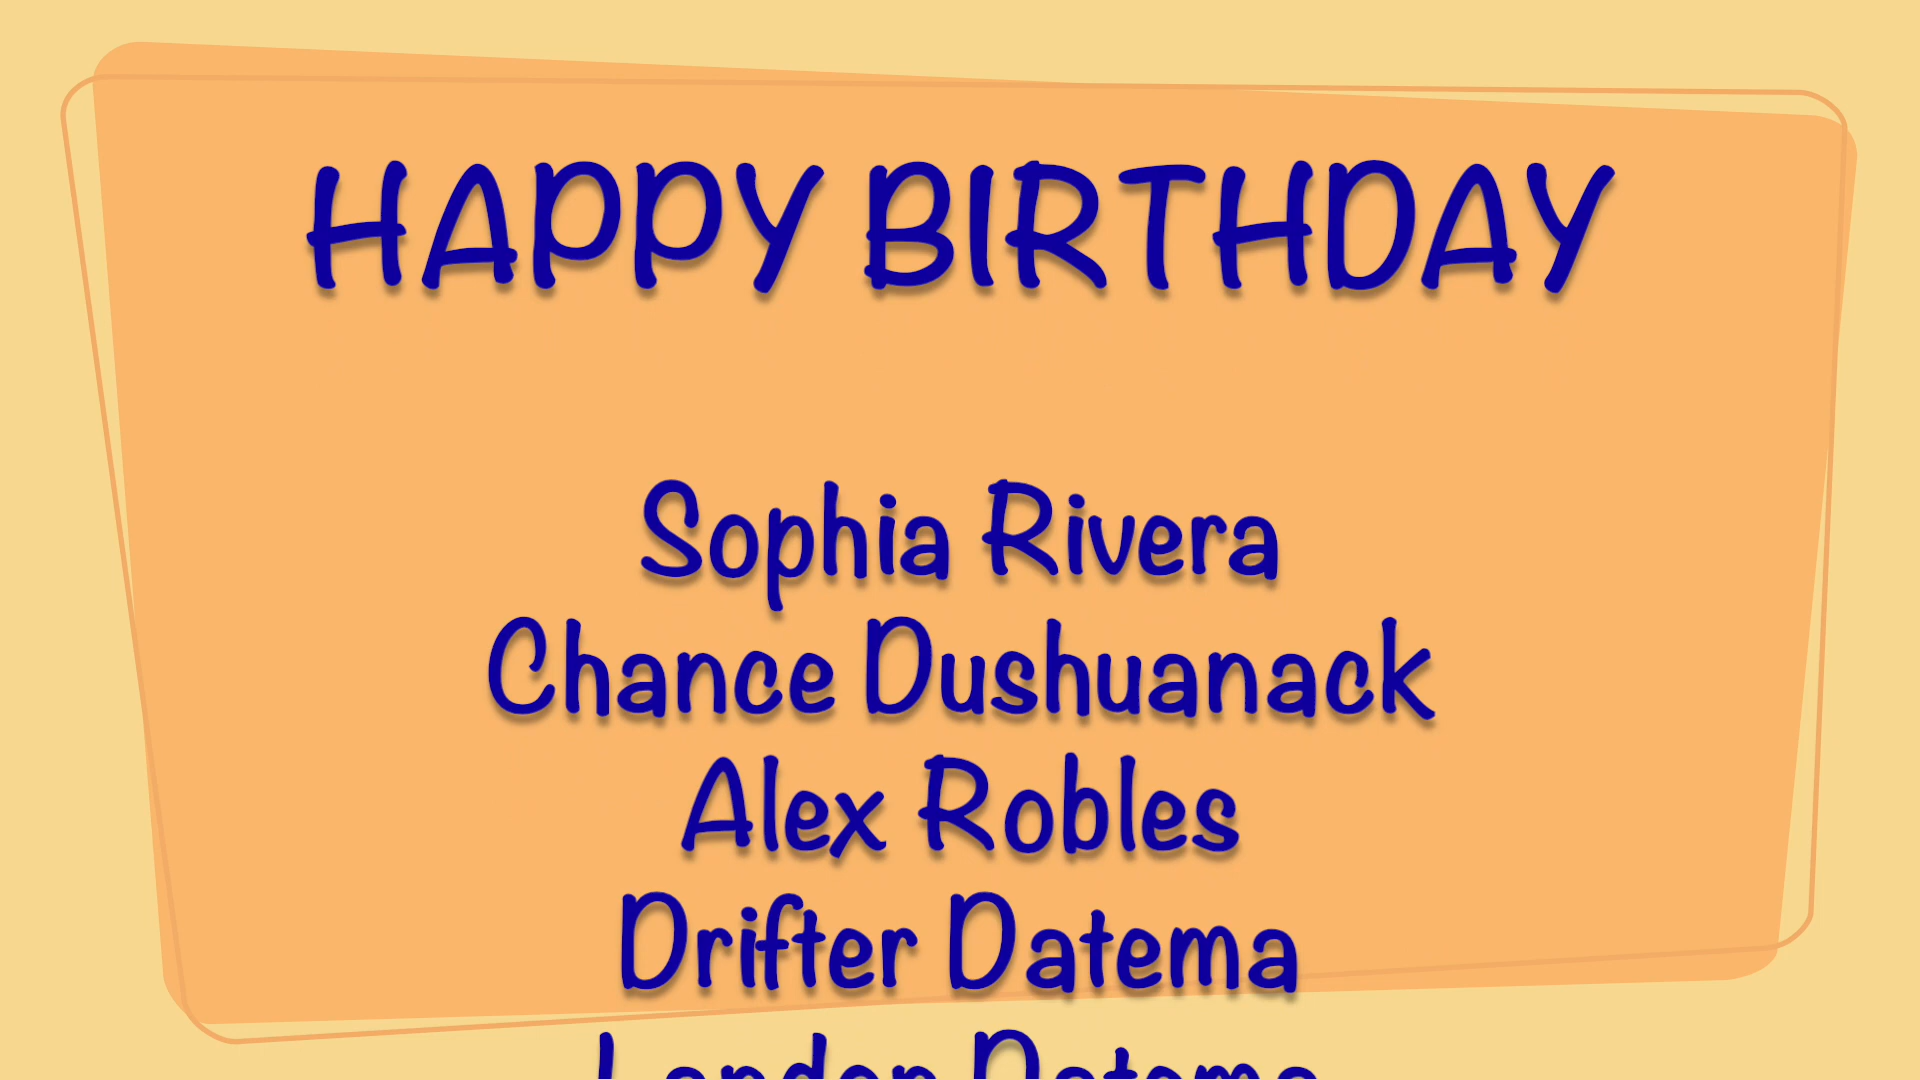 HAPPY BIRTHDAY
Sophia Rivera
Chance Dushuanack
Alex Robles
Drifter Datema